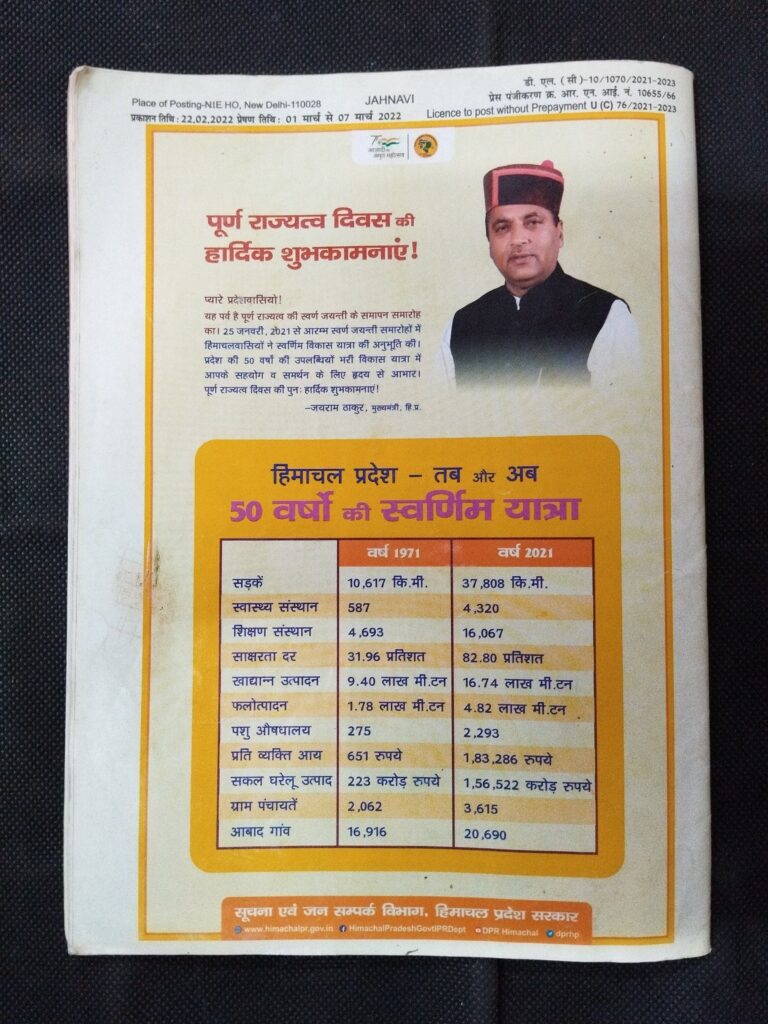 डी. एल. (सी)-10/1070/2021-2023
Place of Posting-NIE HO, New Delhi-110028 JAHNAVI प्रेस पंजीकरण क्र. आर. एन. आई. नं. 10655/66
प्रकाशन तिथि: 22.02.2022 प्रेषण तिथि: 01 मार्च से 07 मार्च 2022 Licence to post without Prepayment U (C) 76/2021-2023
आज़ादी का
अमृत महोत्सव
पूर्ण राज्यत्व दिवस की
हार्दिक शुभकामनाएं!
प्यारे प्रदेशवासियो!
यह पर्व है पूर्ण राज्यत्व की स्वर्ण जयन्ती के समापन समारोह
का। 25 जनवरी, 2021 से आरम्भ स्वर्ण जयन्ती समारोहों में
हिमाचलवासियों ने स्वर्णिम विकास यात्रा की अनुभूति की।
प्रदेश की 50 वर्षों की उपलब्धियों भरी विकास यात्रा में
आपके सहयोग व समर्थन के लिए हृदय से आभार।
पूर्ण राज्यत्व दिवस की पुनः हार्दिक शुभकामनाएं!
–जयराम ठाकुर, मुख्यमंत्री, हि.प्र.
हिमाचल प्रदेश – तब और अब
50 वर्षों की स्वर्णिम यात्रा
वर्ष 1971 वर्ष 2021
सड़कें 10,617 कि.मी. 37,808 कि.मी.
स्वास्थ्य संस्थान 587 4,320
शिक्षण संस्थान 4,693 16,067
साक्षरता दर 31.96 प्रतिशत 82.80 प्रतिशत
खाद्यान्न उत्पादन 9.40 लाख मी.टन 16.74 लाख मी.टन
फलोत्पादन 1.78 लाख मी.टन 4.82 लाख मी.टन
पशु औषधालय 275 2,293
प्रति व्यक्ति आय 651 रुपये 1,83,286 रुपये
सकल घरेलू उत्पाद 223 करोड़ रुपये 1,56,522 करोड़ रुपये
ग्राम पंचायतें 2,062 3,615
आबाद गांव 16,916 20,690
सूचना एवं जन सम्पर्क विभाग, हिमाचल प्रदेश सरकार
www.himachalpr.gov.in HimachalPradeshGovtIPRDept DPR Himachal dprhp